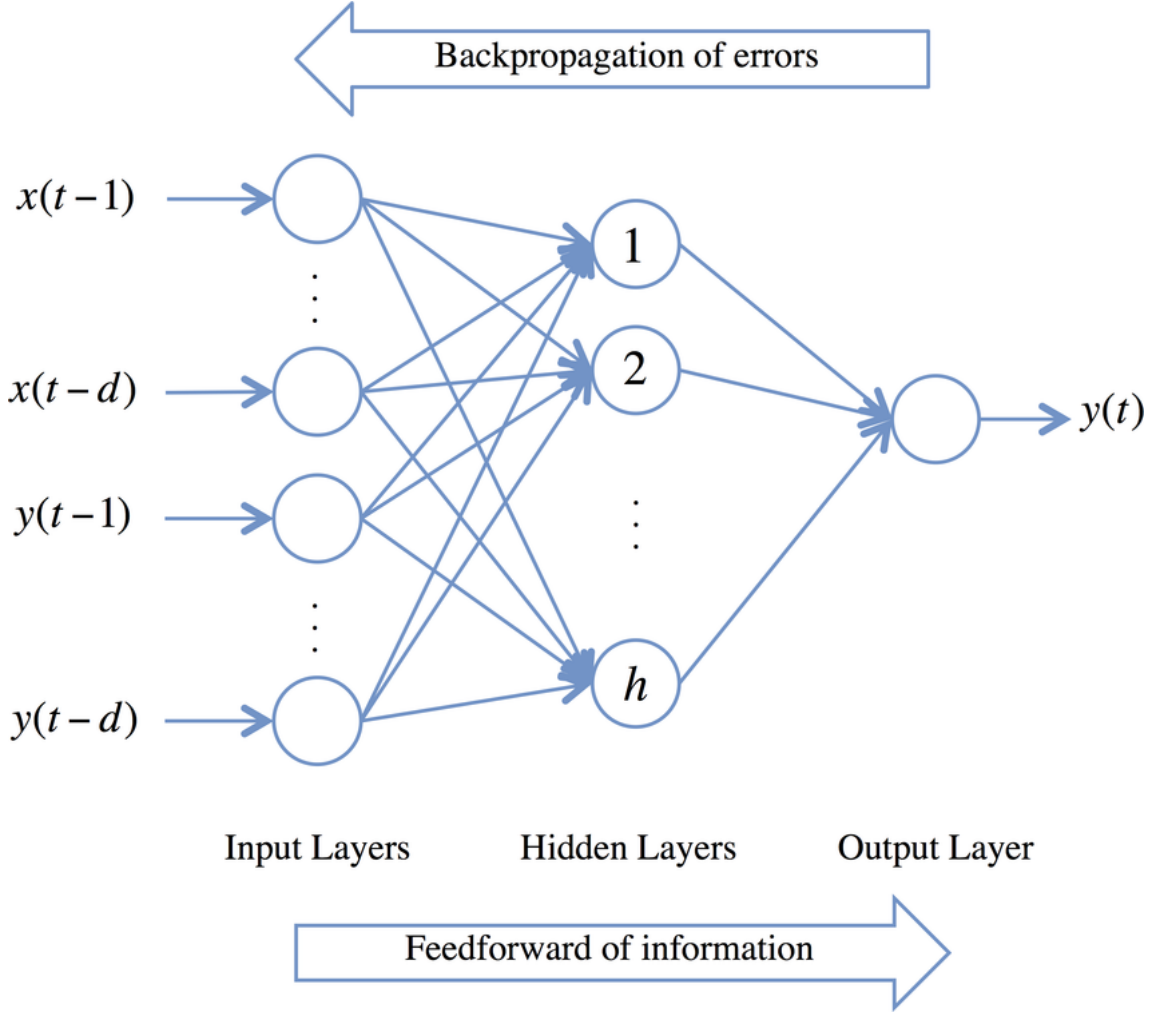 Backpropagation of errors
x(t−1)
1
x(t−d)
2
y(t)
y(t−1)
h
y(t−d)
Input Layers Hidden Layers Output Layer
Feedforward of information